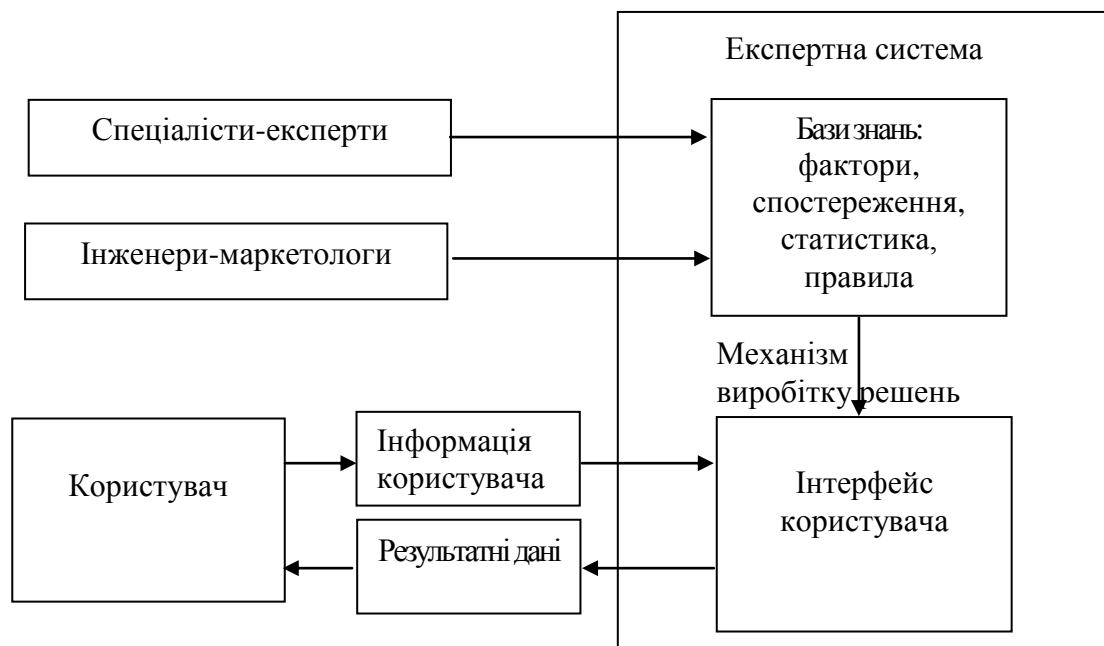 Експертна система
Спеціалісти-експерти
Бази знань:
фактори,
спостереження,
статистика,
правила
Інженери-маркетологи
Механізм
виробітку решень
Інформація
користувача
Користувач
Інтерфейс
користувача
Результатні дані